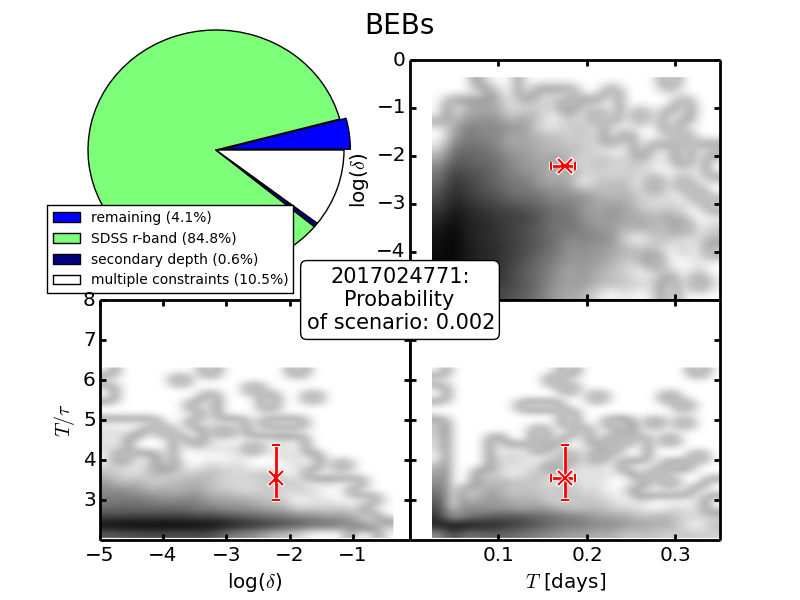 BEBs
0
−1
−2
−3
−4
log(δ)
remaining (4.1%)
SDSS r-band (84.8%)
secondary depth (0.6%)
multiple constraints (10.5%)
2017024771:
Probability
of scenario: 0.002
8
7
6
5
4
3
T/τ
−5 −4 −3 −2 −1
log(δ)
0.1 0.2 0.3
T [days]